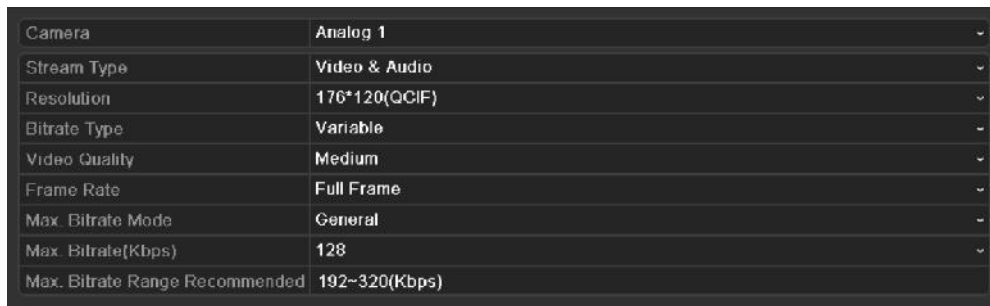 Camera Analog 1
Stream Type Video & Audio
Resolution 176*120(QCIF)
Bitrate Type Variable
Video Quality Medium
Frame Rate Full Frame
Max. Bitrate Mode General
Max. Bitrate(Kbps) 128
Max. Bitrate Range Recommended 192~320(Kbps)